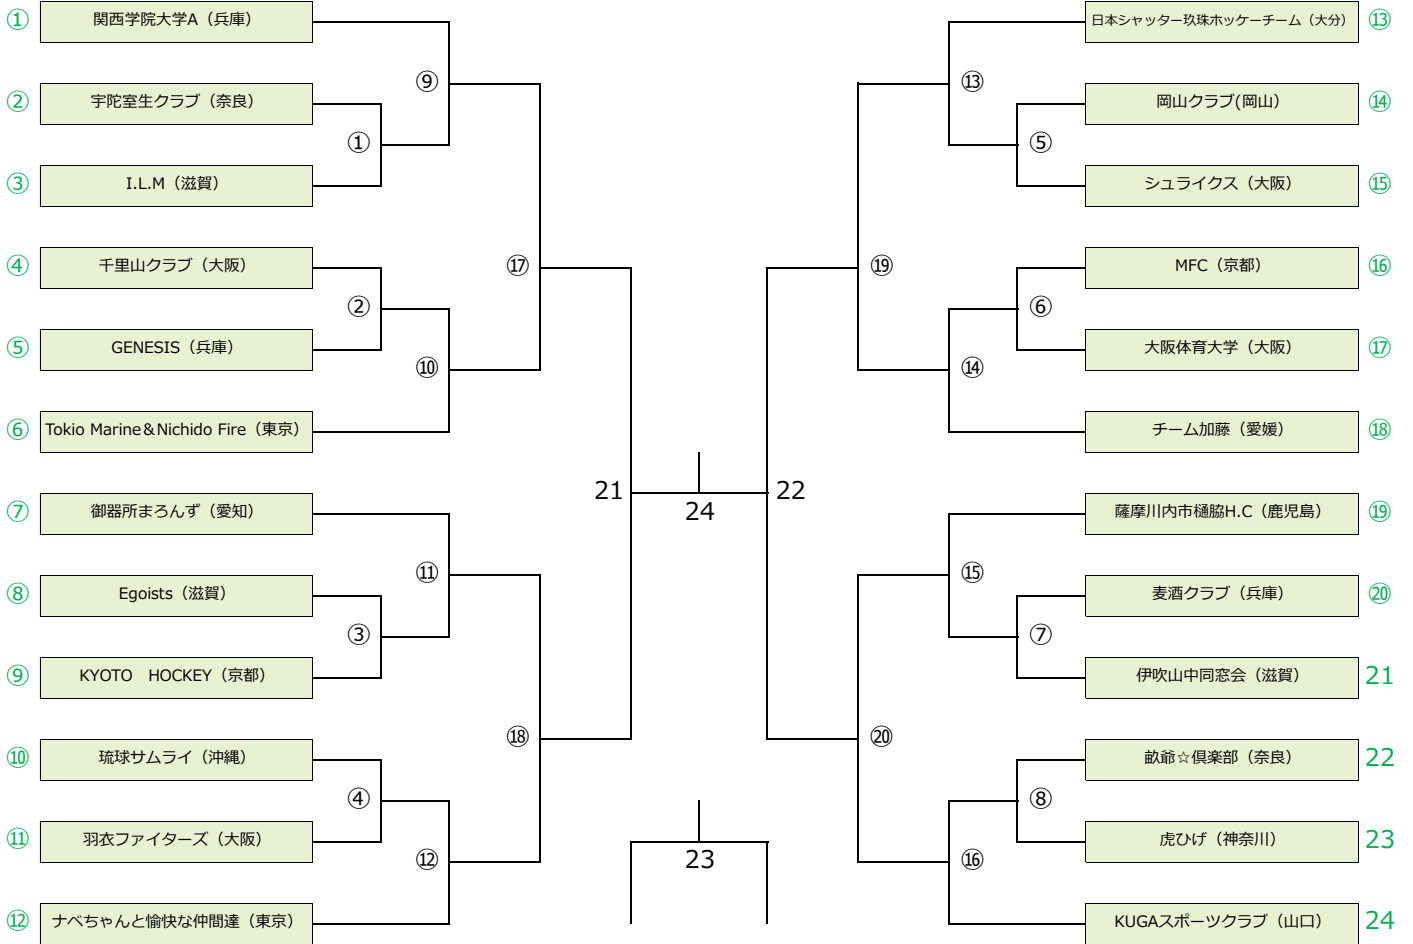 ① 関西学院大学A（兵庫）
② 宇陀室生クラブ（奈良）
③ I.L.M（滋賀）
④ 千里山クラブ（大阪）
⑤ GENESIS（兵庫）
⑥ Tokio Marine＆Nichido Fire（東京）
⑦ 御器所まろんず（愛知）
⑧ Egoists（滋賀）
⑨ KYOTO　HOCKEY（京都）
⑩ 琉球サムライ（沖縄）
⑪ 羽衣ファイターズ（大阪）
⑫ ナベちゃんと愉快な仲間達（東京）
①
②
③
④
⑨
⑩
⑪
⑫
⑰
⑱
21
24
23
22
⑲
⑳
⑬
⑭
⑮
⑯
⑤
⑥
⑦
⑧
日本シャッター玖珠ホッケーチーム（大分） ⑬
岡山クラブ(岡山） ⑭
シュライクス（大阪） ⑮
MFC（京都） ⑯
大阪体育大学（大阪） ⑰
チーム加藤（愛媛） ⑱
薩摩川内市樋脇H.C（鹿児島） ⑲
麦酒クラブ（兵庫） ⑳
伊吹山中同窓会（滋賀） 21
畝爺☆倶楽部（奈良） 22
虎ひげ（神奈川） 23
KUGAスポーツクラブ（山口） 24